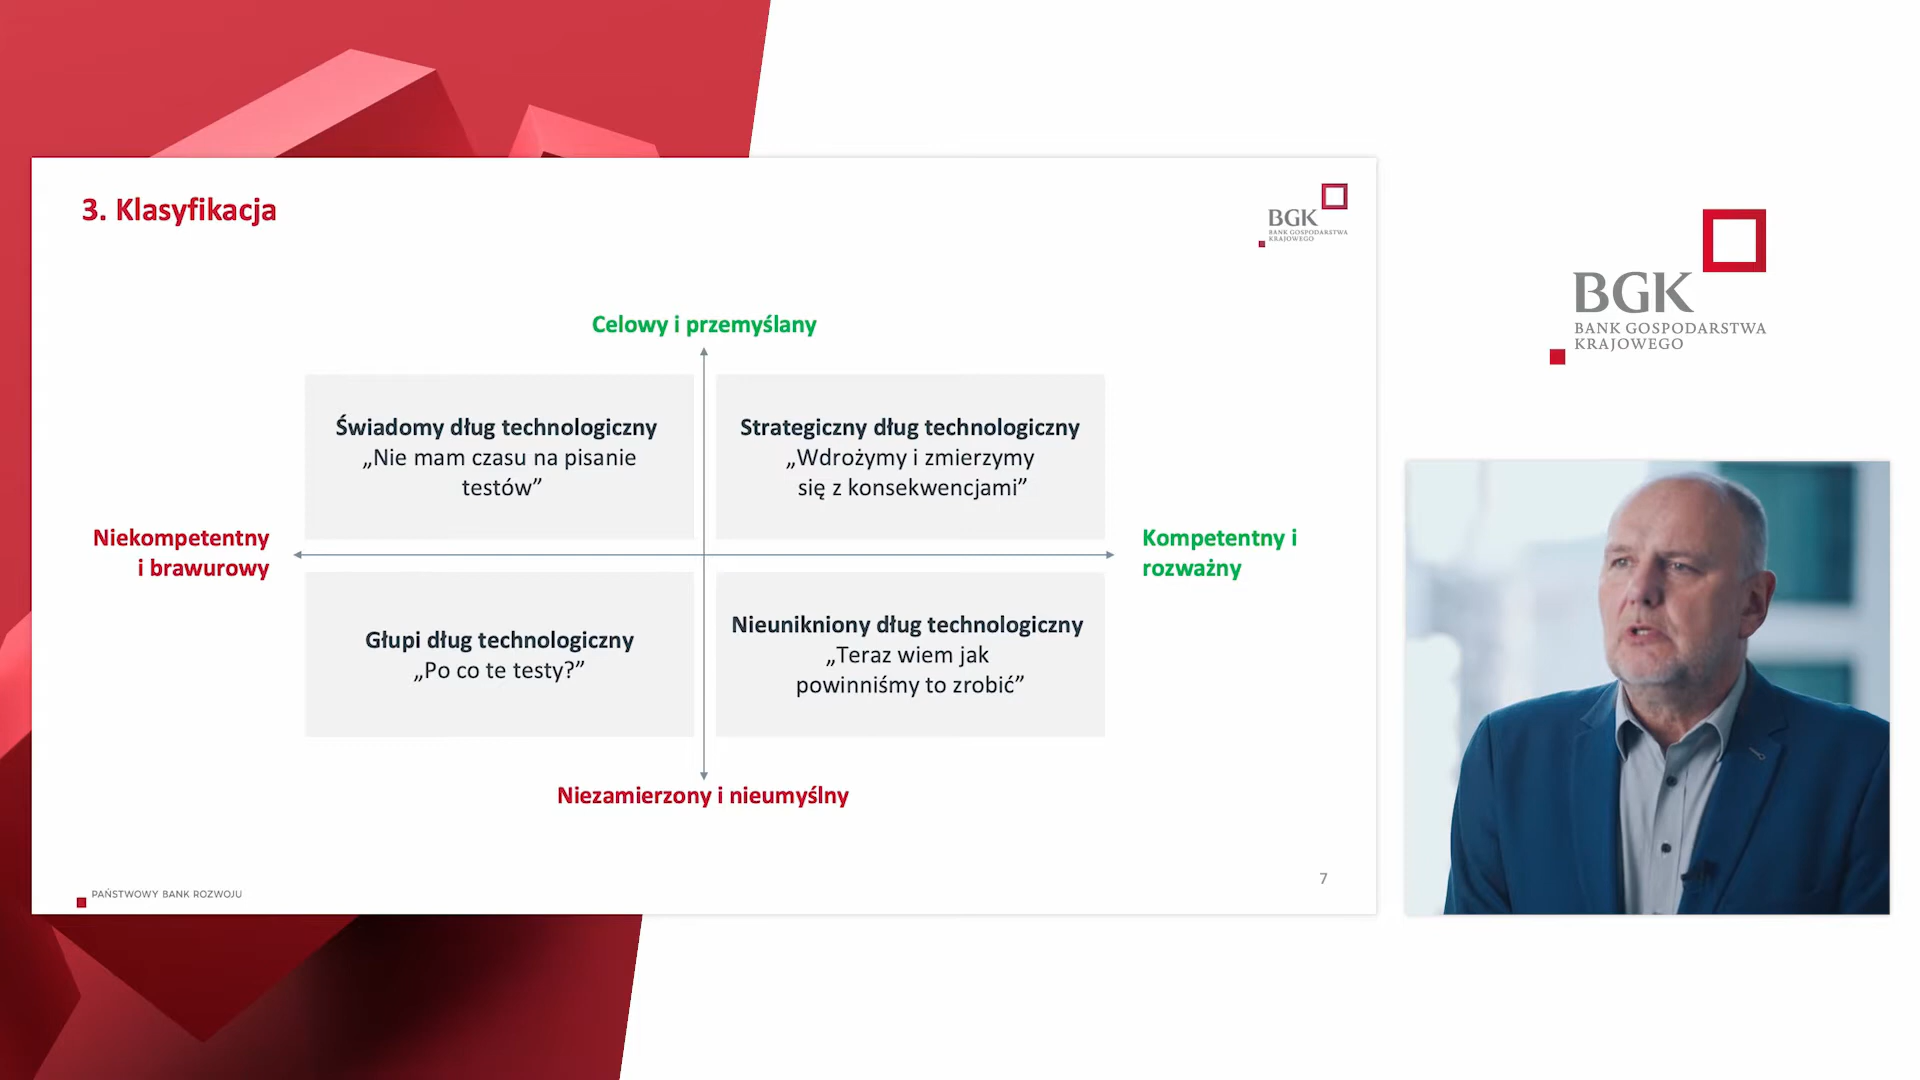 3. Klasyfikacja
BGK
BANK GOSPODARSTWA
KRAJOWEGO
Celowy i przemyślany
Świadomy dług technologiczny
„Nie mam czasu na pisanie
testów”
Strategiczny dług technologiczny
„Wdrożymy i zmierzymy
się z konsekwencjami”
Niekompetentny
i brawurowy
Kompetentny i
rozważny
Głupi dług technologiczny
„Po co te testy?”
Nieunikniony dług technologiczny
„Teraz wiem jak
powinniśmy to zrobić”
Niezamierzony i nieumyślny
PAŃSTWOWY BANK ROZWOJU
7
BGK
BANK GOSPODARSTWA
KRAJOWEGO